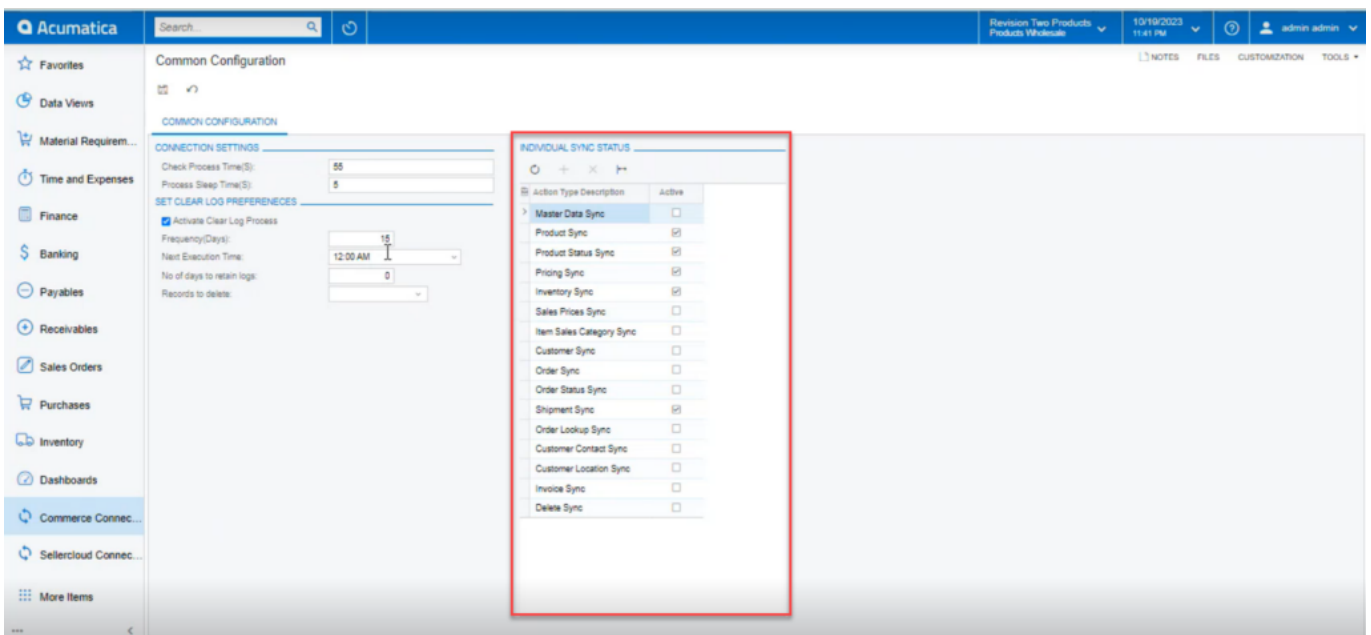 Acumatica
Search...
Revision Two Products
Products Wholesale
10/19/2023
11:41 PM
admin admin
Favorites
Data Views
Material Requirem...
Time and Expenses
Finance
Banking
Payables
Receivables
Sales Orders
Purchases
Inventory
Dashboards
Commerce Connec...
Sellercloud Connec...
More Items
Common Configuration
NOTES FILES CUSTOMIZATION TOOLS
COMMON CONFIGURATION
CONNECTION SETTINGS
Check Process Time(S): 55
Process Sleep Time(S): 5
SET CLEAR LOG PREFERENECES
Activate Clear Log Process
Frequency(Days): 15
Next Execution Time: 12:00 AM
No of days to retain logs: 0
Records to delete:
INDIVIDUAL SYNC STATUS
Action Type Description Active
Master Data Sync
Product Sync
Product Status Sync
Pricing Sync
Inventory Sync
Sales Prices Sync
Item Sales Category Sync
Customer Sync
Order Sync
Order Status Sync
Shipment Sync
Order Lookup Sync
Customer Contact Sync
Customer Location Sync
Invoice Sync
Delete Sync